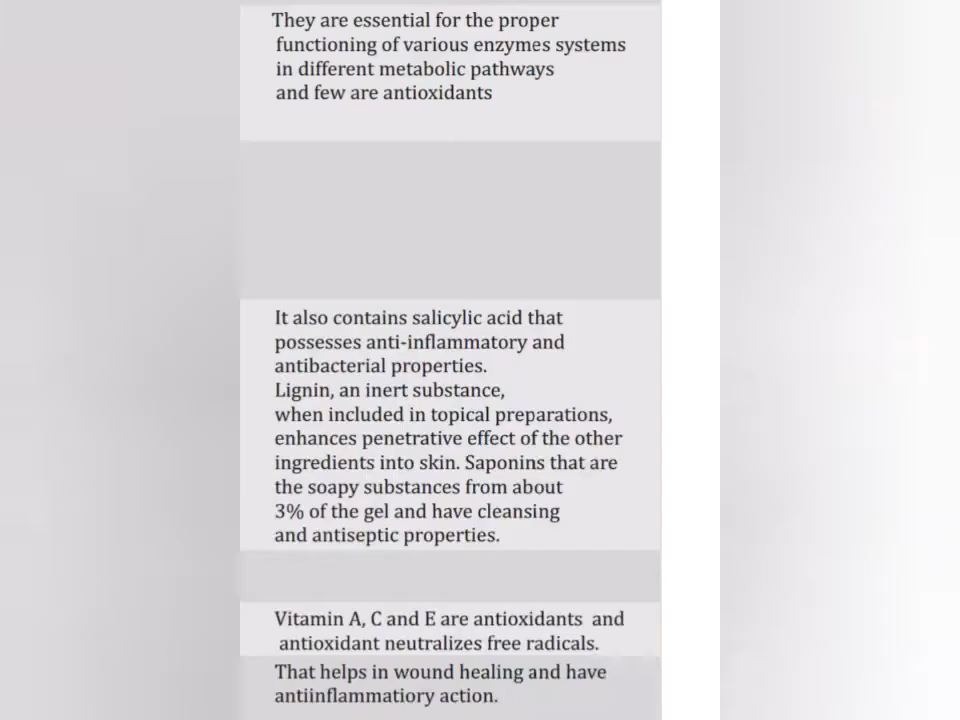 They are essential for the proper
functioning of various enzymes systems
in different metabolic pathways
and few are antioxidants
It also contains salicylic acid that
possesses anti-inflammatory and
antibacterial properties.
Lignin, an inert substance,
when included in topical preparations,
enhances penetrative effect of the other
ingredients into skin. Saponins that are
the soapy substances from about
3% of the gel and have cleansing
and antiseptic properties.
Vitamin A, C and E are antioxidants and
antioxidant neutralizes free radicals.
That helps in wound healing and have
antiinflammatiory action.